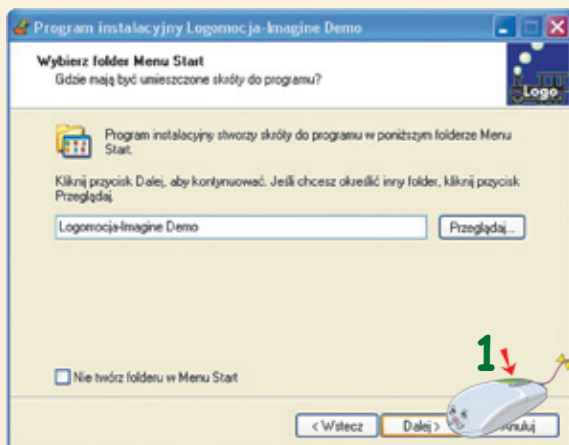 Program instalacyjny Logomocja-Imagine Demo
Wybierz folder Menu Start
Gdzie mają być umieszczone skróty do programu?
Logo
Program instalacyjny stworzy skróty do programu w poniższym folderze Menu
Start.
Kliknij przycisk Dalej, aby kontynuować. Jeśli chcesz określić inny folder, kliknij przycisk
Przeglądaj.
Logomocja-Imagine Demo
Przeglądaj...
1
Nie twórz folderu w Menu Start
< Wstecz
Dalej >
Anuluj